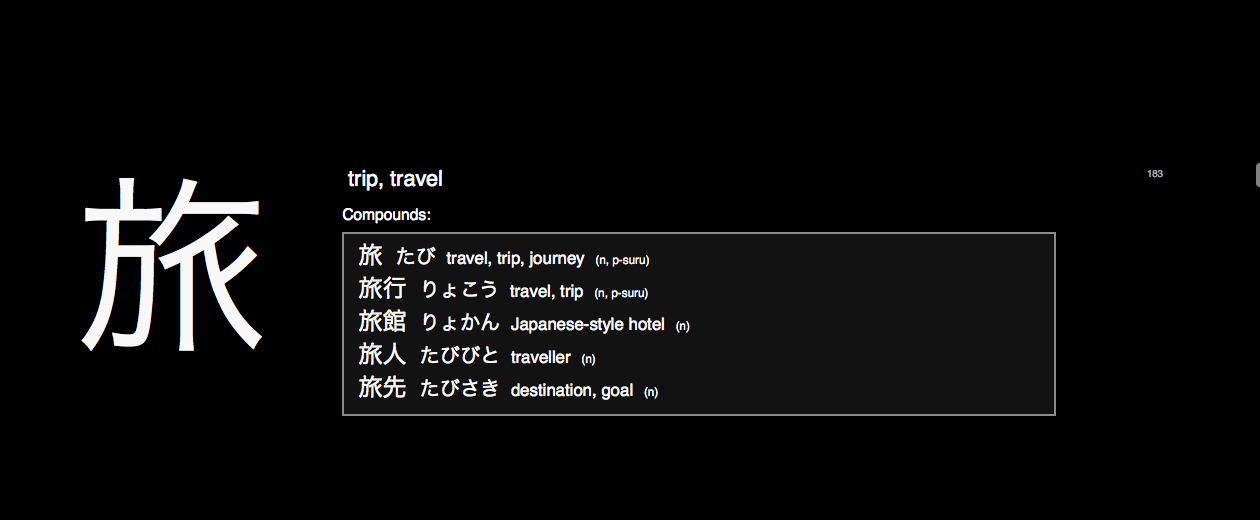 旅
trip, travel
183
Compounds:
旅 たび travel, trip, journey (n, p-suru)
旅行 りょこう travel, trip (n, p-suru)
旅館 りょかん Japanese-style hotel (n)
旅人 たびびと traveller (n)
旅先 たびさき destination, goal (n)